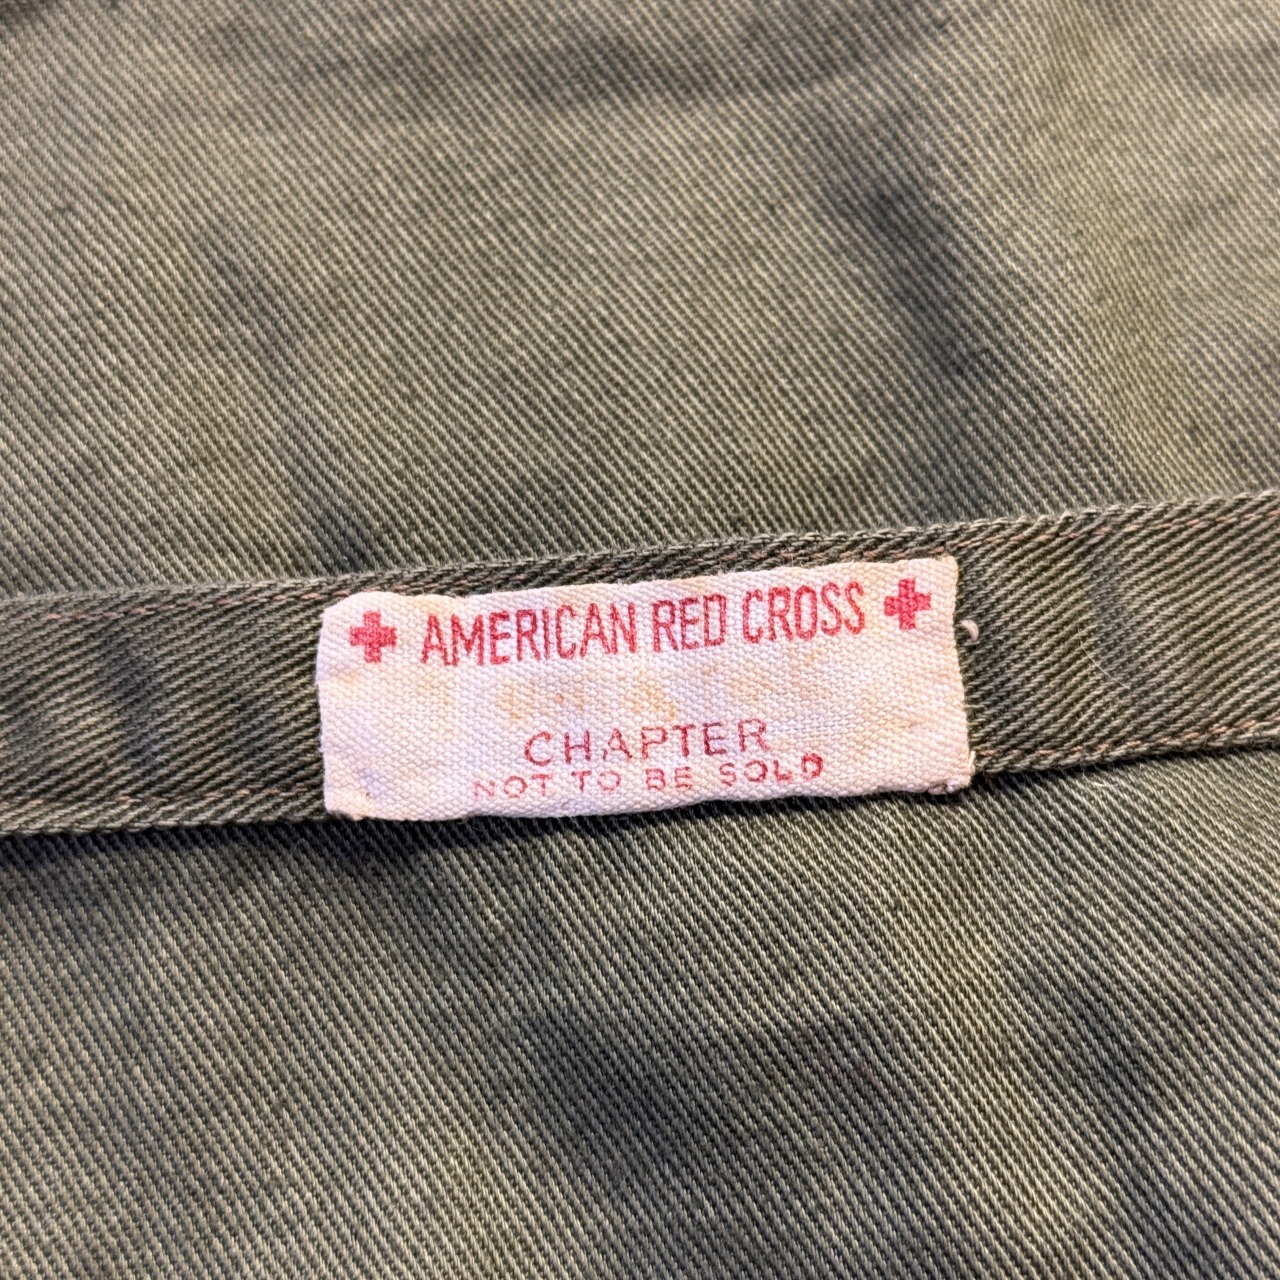 AMERICAN RED CROSS
CHAPTER
NOT TO BE SOLD